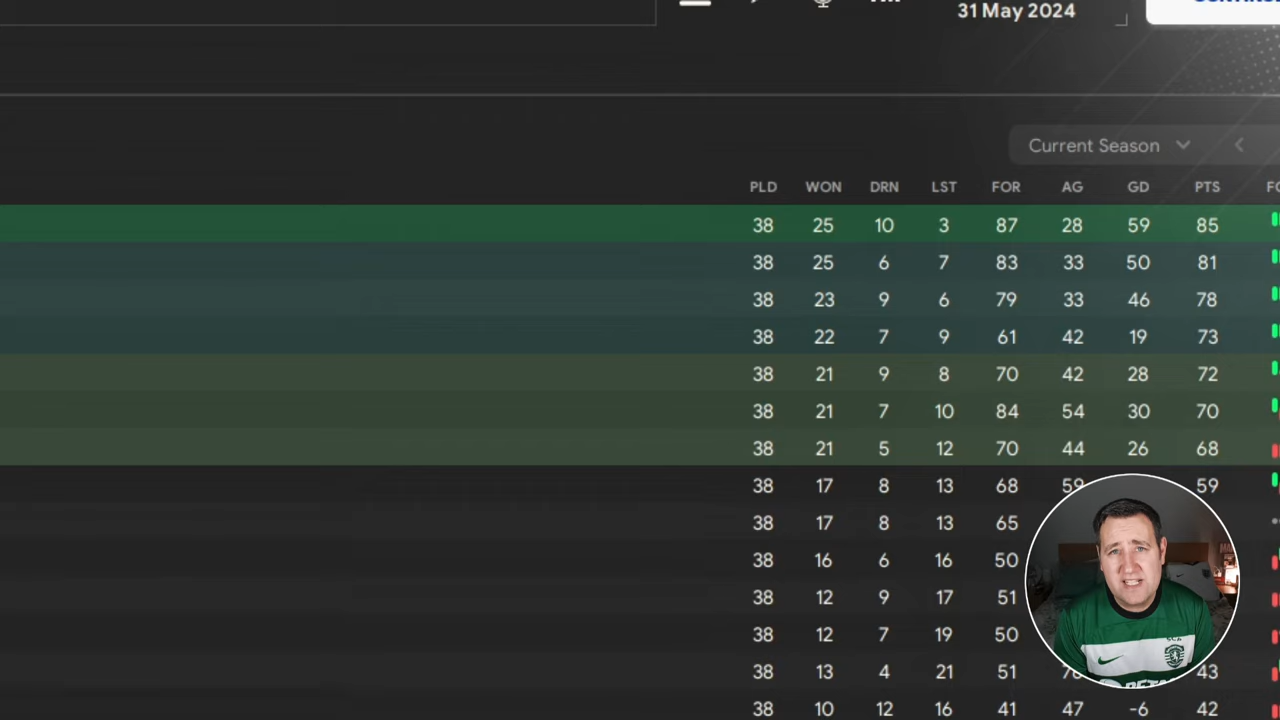 31 May 2024
Current Season
PLD WON DRN LST FOR AG GD PTS
38 25 10 3 87 28 59 85
38 25 6 7 83 33 50 81
38 23 9 6 79 33 46 78
38 22 7 9 61 42 19 73
38 21 9 8 70 42 28 72
38 21 7 10 84 54 30 70
38 21 5 12 70 44 26 68
38 17 8 13 68 59 59
38 17 8 13 65
38 16 6 16 50
38 12 9 17 51
38 12 7 19 50
38 13 4 21 51 43
38 10 12 16 41 47 -6 42